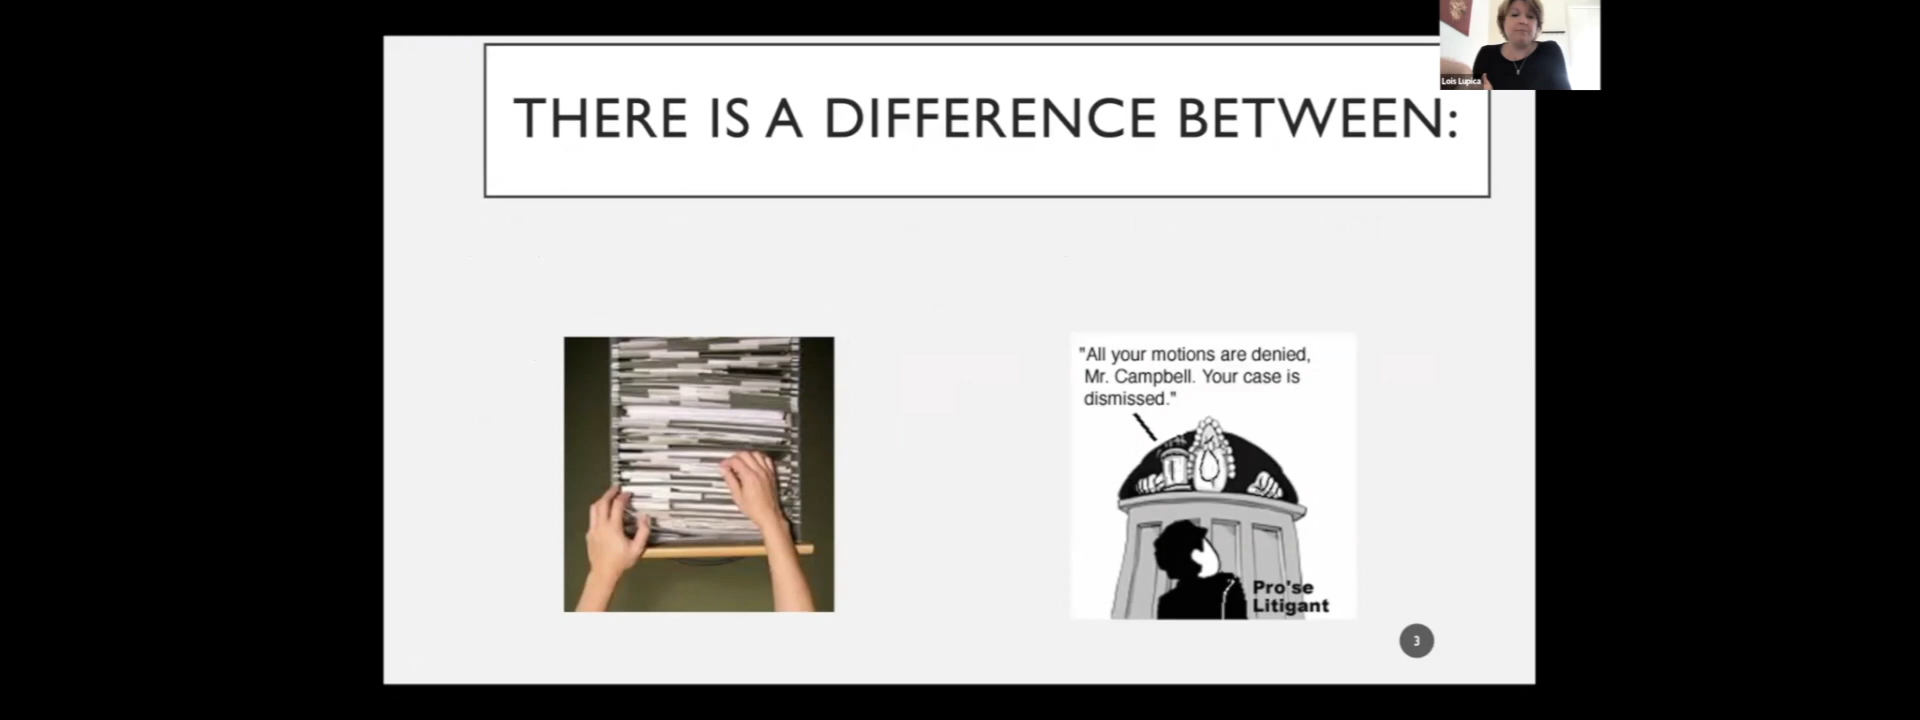 Lois Lupica
THERE IS A DIFFERENCE BETWEEN:
"All your motions are denied,
Mr. Campbell. Your case is
dismissed."
Pro'se
Litigant
3